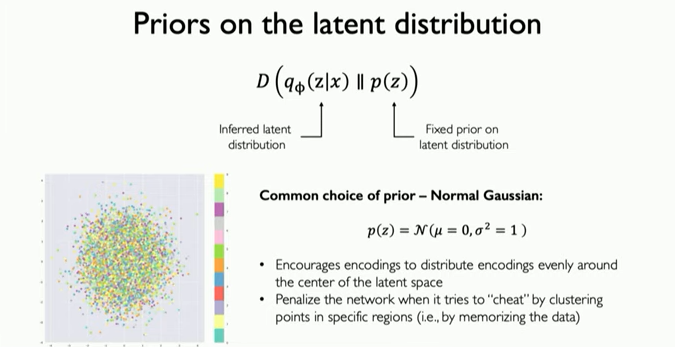 Priors on the latent distribution
D (qϕ(z|x) ∥ p(z))
Inferred latent
distribution
Fixed prior on
latent distribution
Common choice of prior – Normal Gaussian:
p(z) = 𝒩(μ = 0, σ² = 1 )
• Encourages encodings to distribute encodings evenly around
the center of the latent space
• Penalize the network when it tries to "cheat" by clustering
points in specific regions (i.e., by memorizing the data)